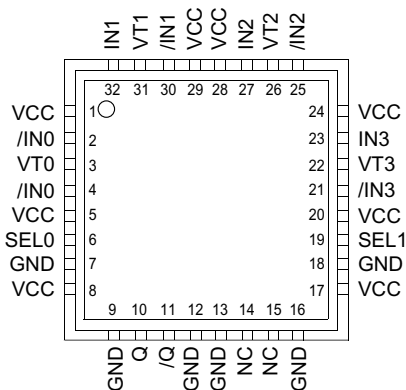 IN1 VT1 /IN1 VCC VCC IN2 VT2 /IN2
32 31 30 29 28 27 26 25
VCC 1 24 VCC
/IN0 2 23 IN3
VT0 3 22 VT3
/IN0 4 21 /IN3
VCC 5 20 VCC
SEL0 6 19 SEL1
GND 7 18 GND
VCC 8 17 VCC
9 10 11 12 13 14 15 16
GND Q /Q GND GND NC NC GND